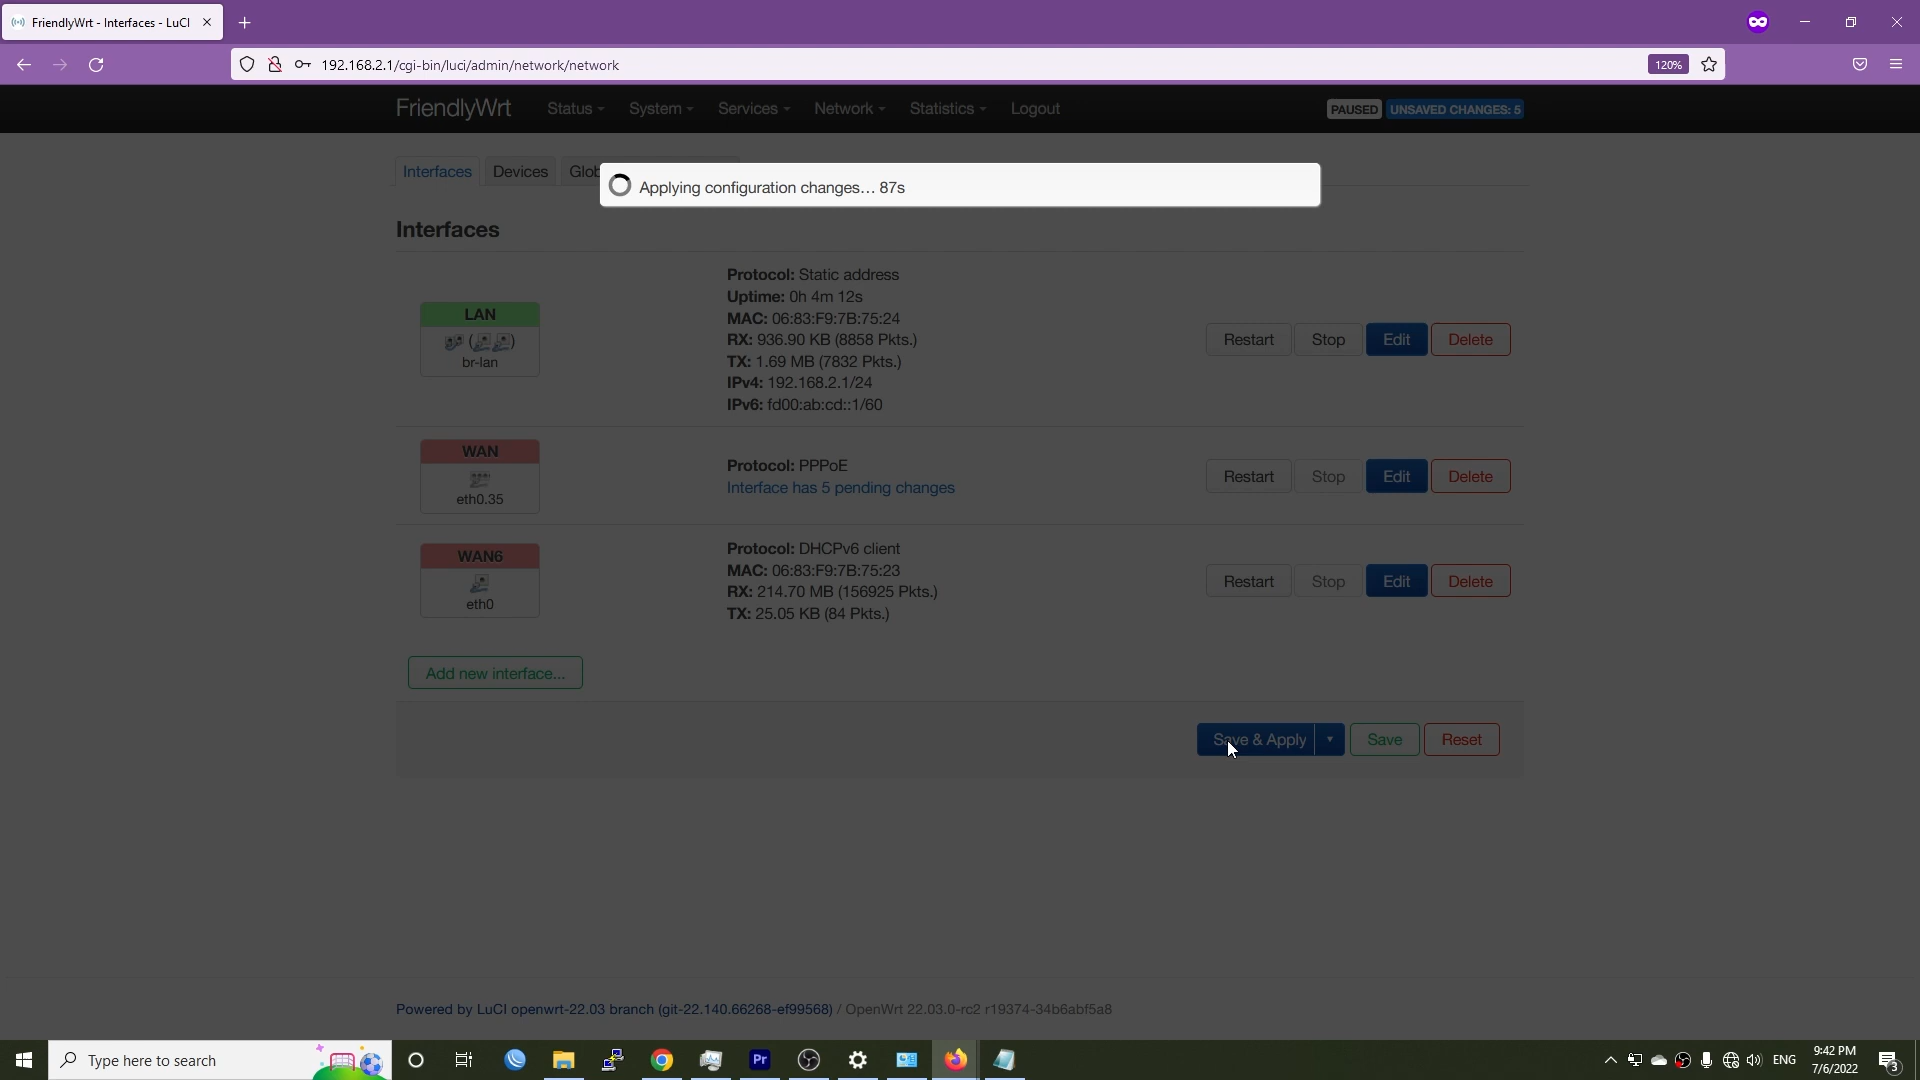 FriendlyWrt - Interfaces - LuCI
192.168.2.1/cgi-bin/luci/admin/network/network
120%
FriendlyWrt Status System Services Network Statistics Logout PAUSED UNSAVED CHANGES: 5
Interfaces Devices Glob
Applying configuration changes… 87s
Interfaces
LAN
br-lan
Protocol: Static address
Uptime: 0h 4m 12s
MAC: 06:83:F9:7B:75:24
RX: 936.90 KB (8858 Pkts.)
TX: 1.69 MB (7832 Pkts.)
IPv4: 192.168.2.1/24
IPv6: fd00:ab:cd::1/60
Restart Stop Edit Delete
WAN
eth0.35
Protocol: PPPoE
Interface has 5 pending changes
Restart Stop Edit Delete
WAN6
eth0
Protocol: DHCPv6 client
MAC: 06:83:F9:7B:75:23
RX: 214.70 MB (156925 Pkts.)
TX: 25.05 KB (84 Pkts.)
Restart Stop Edit Delete
Add new interface...
Save & Apply Save Reset
Powered by LuCI openwrt-22.03 branch (git-22.140.66268-ef99568) / OpenWrt 22.03.0-rc2 r19374-34b6abf5a8
Type here to search
Pr
ENG
9:42 PM
7/6/2022
3